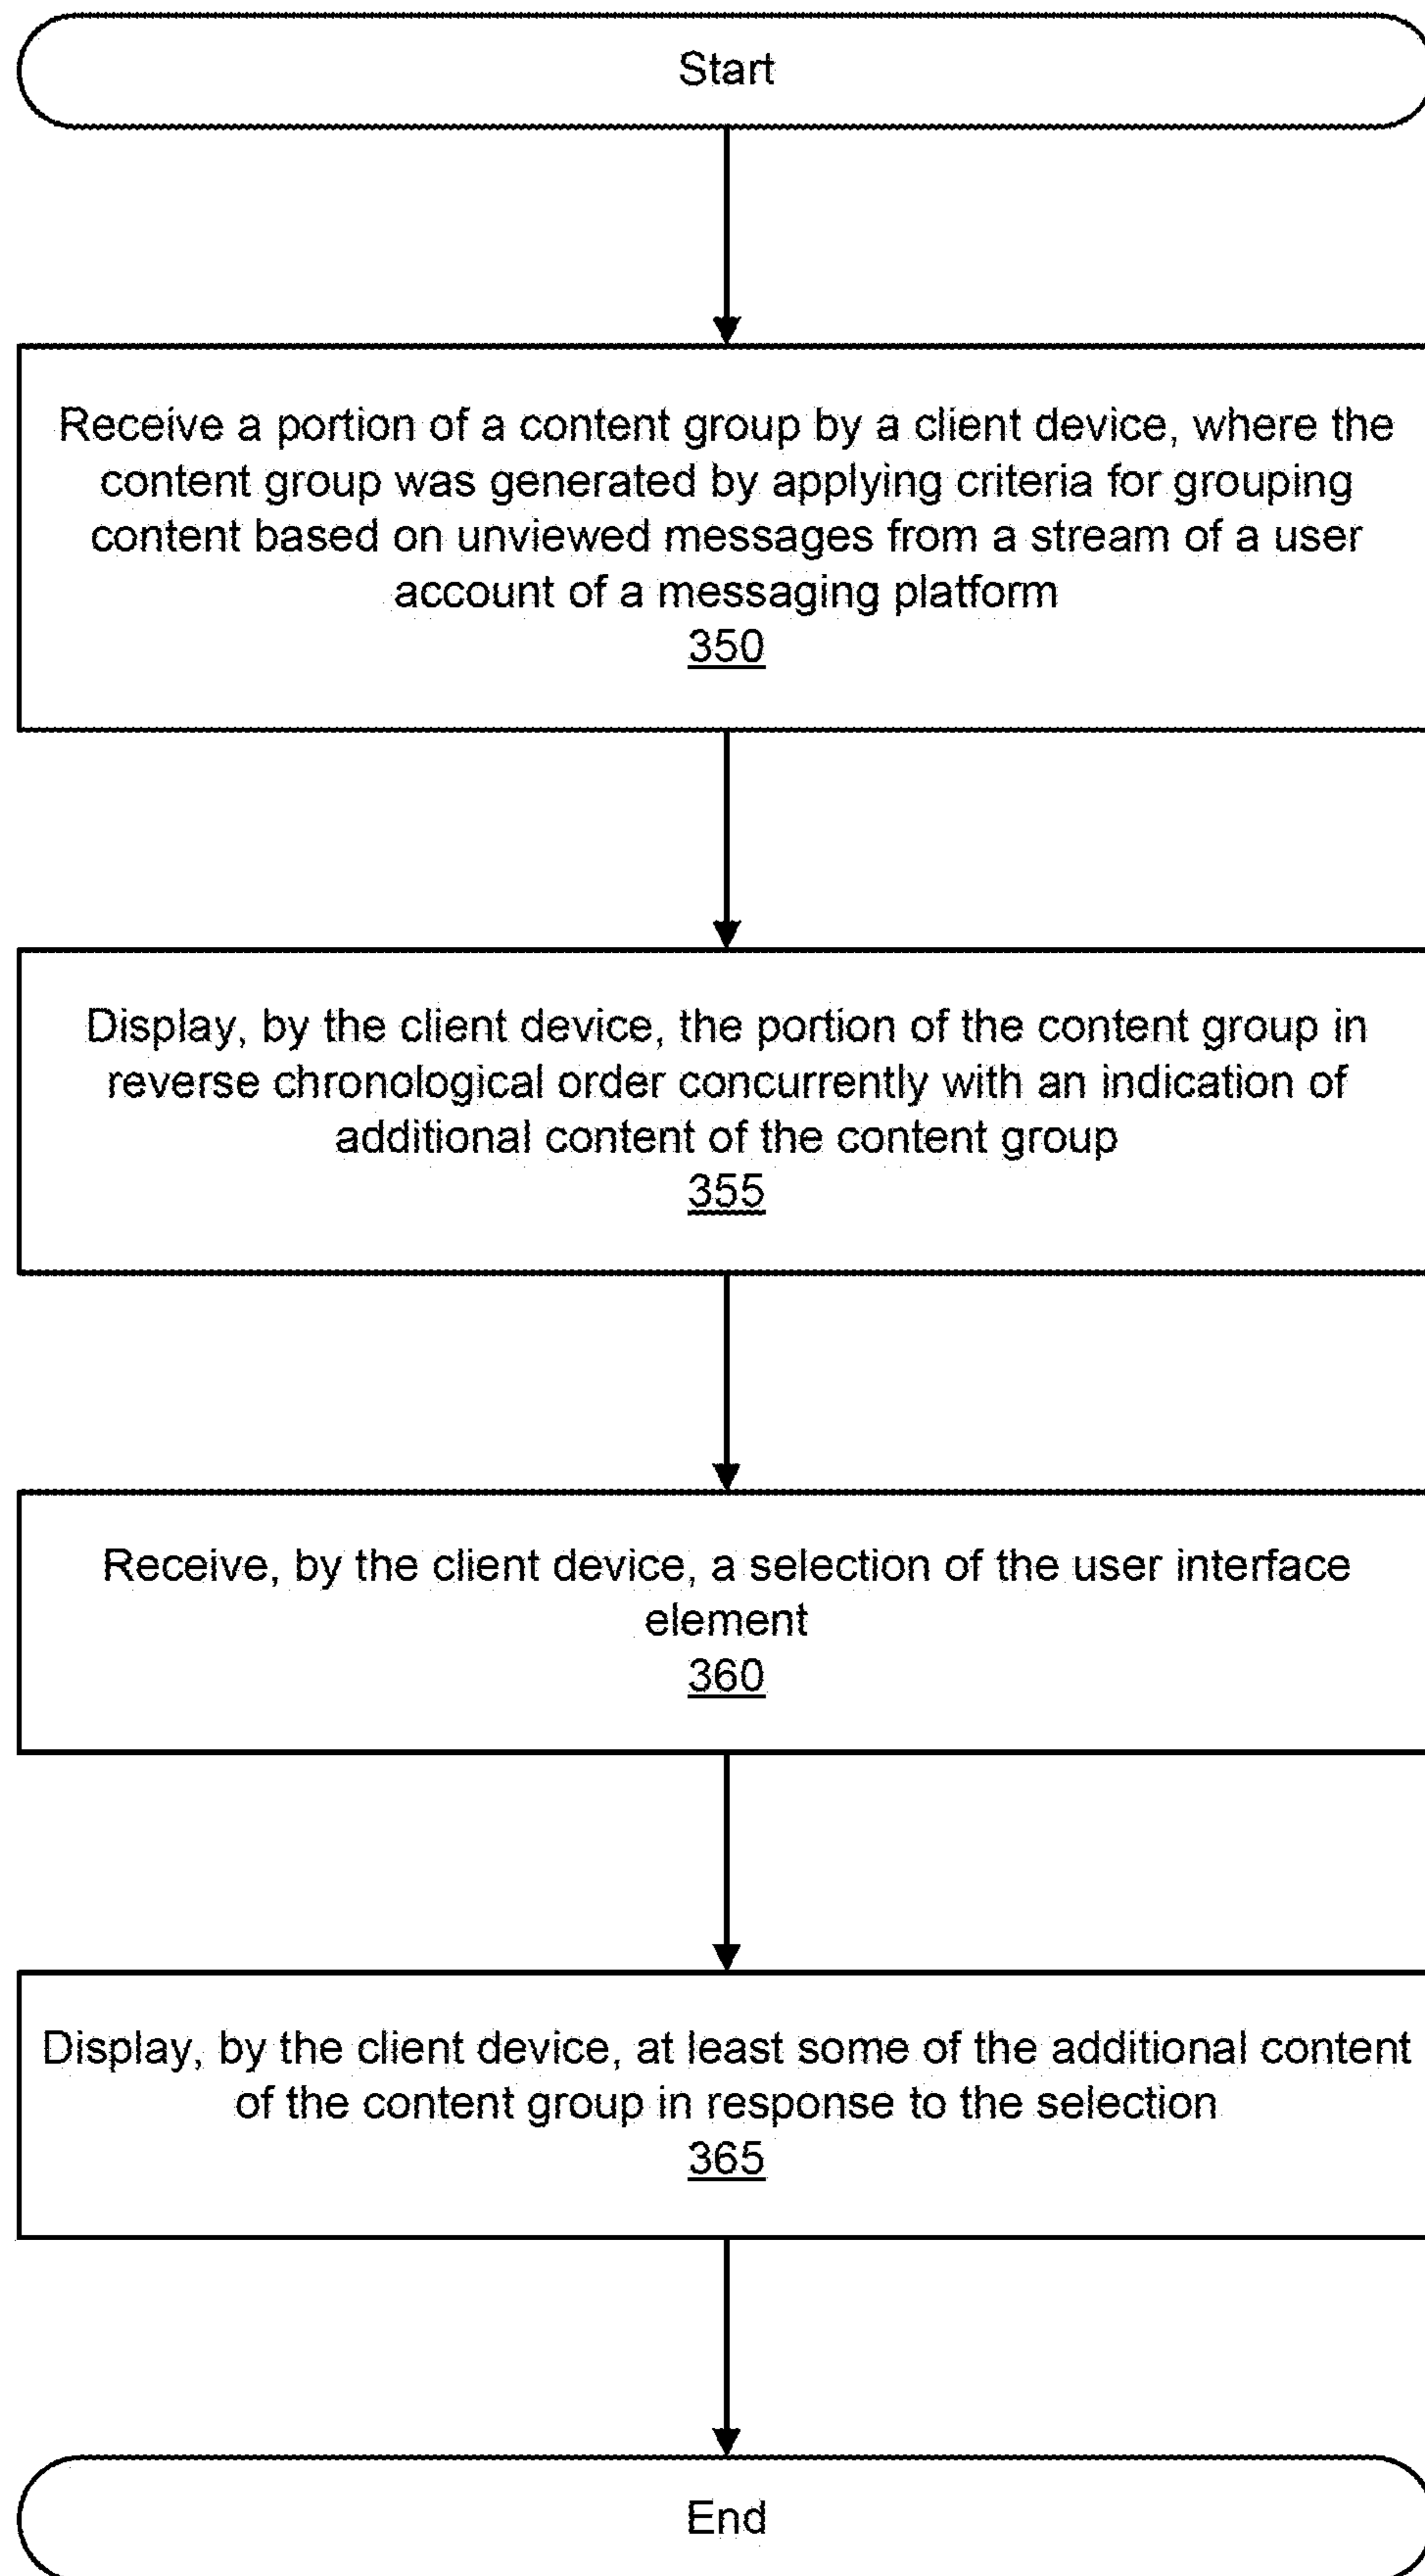 Start
Receive a portion of a content group by a client device, where the
content group was generated by applying criteria for grouping
content based on unviewed messages from a stream of a user
account of a messaging platform
350
Display, by the client device, the portion of the content group in
reverse chronological order concurrently with an indication of
additional content of the content group
355
Receive, by the client device, a selection of the user interface
element
360
Display, by the client device, at least some of the additional content
of the content group in response to the selection
365
End